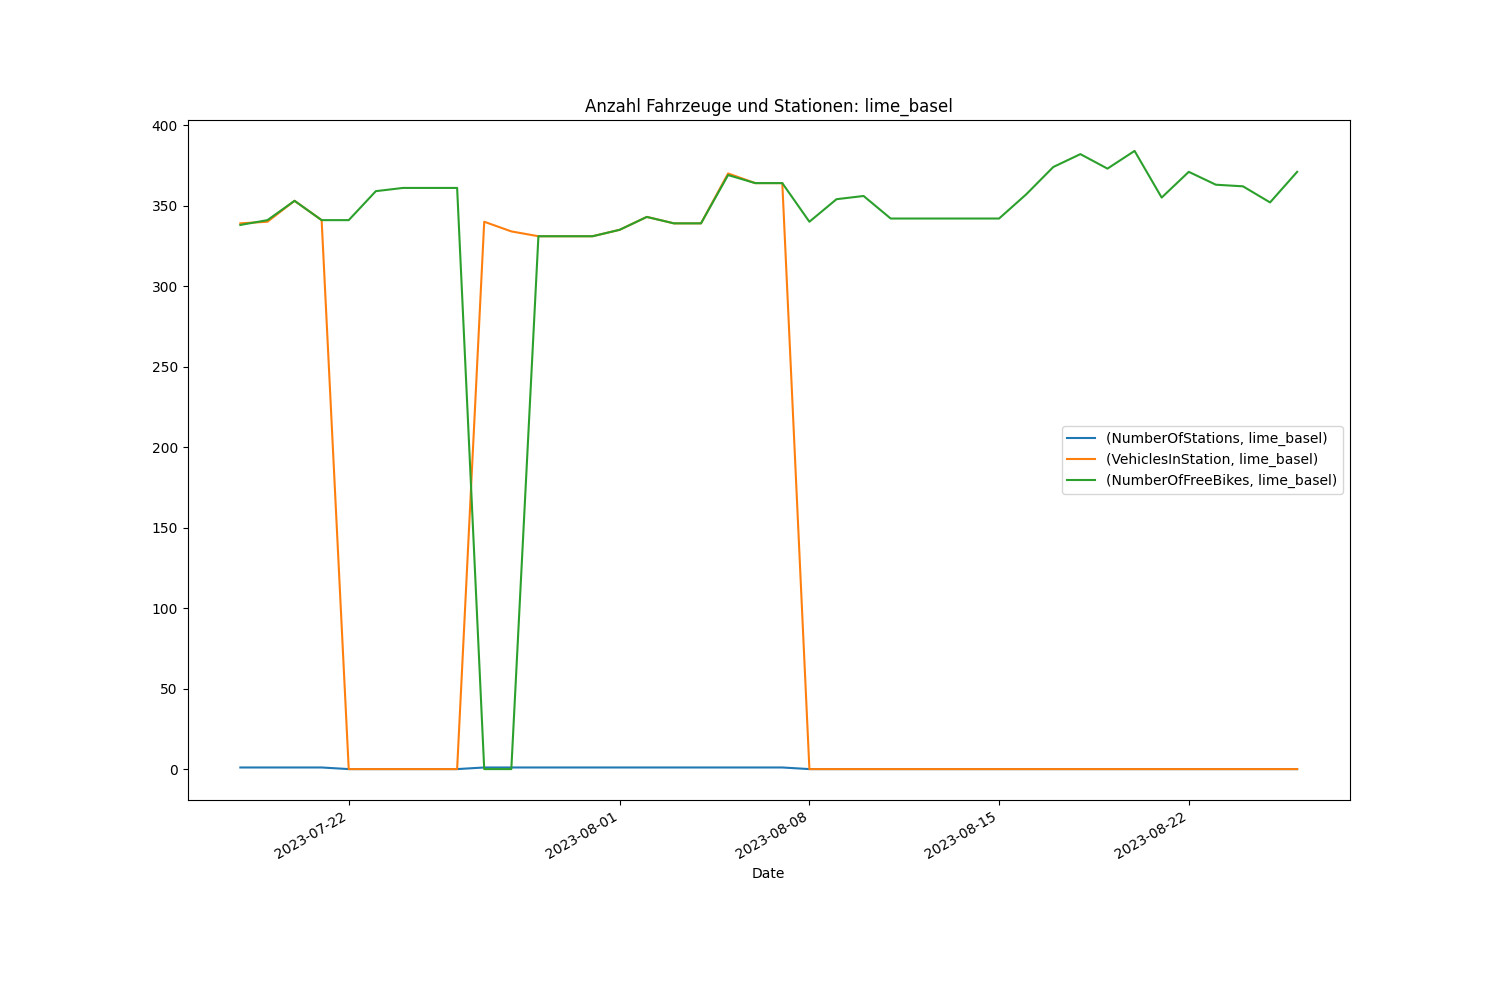 Anzahl Fahrzeuge und Stationen: lime_basel
400
350
300
250
200
150
100
50
0
(NumberOfStations, lime_basel)
(VehiclesInStation, lime_basel)
(NumberOfFreeBikes, lime_basel)
2023-07-22
2023-08-01
2023-08-08
2023-08-15
2023-08-22
Date